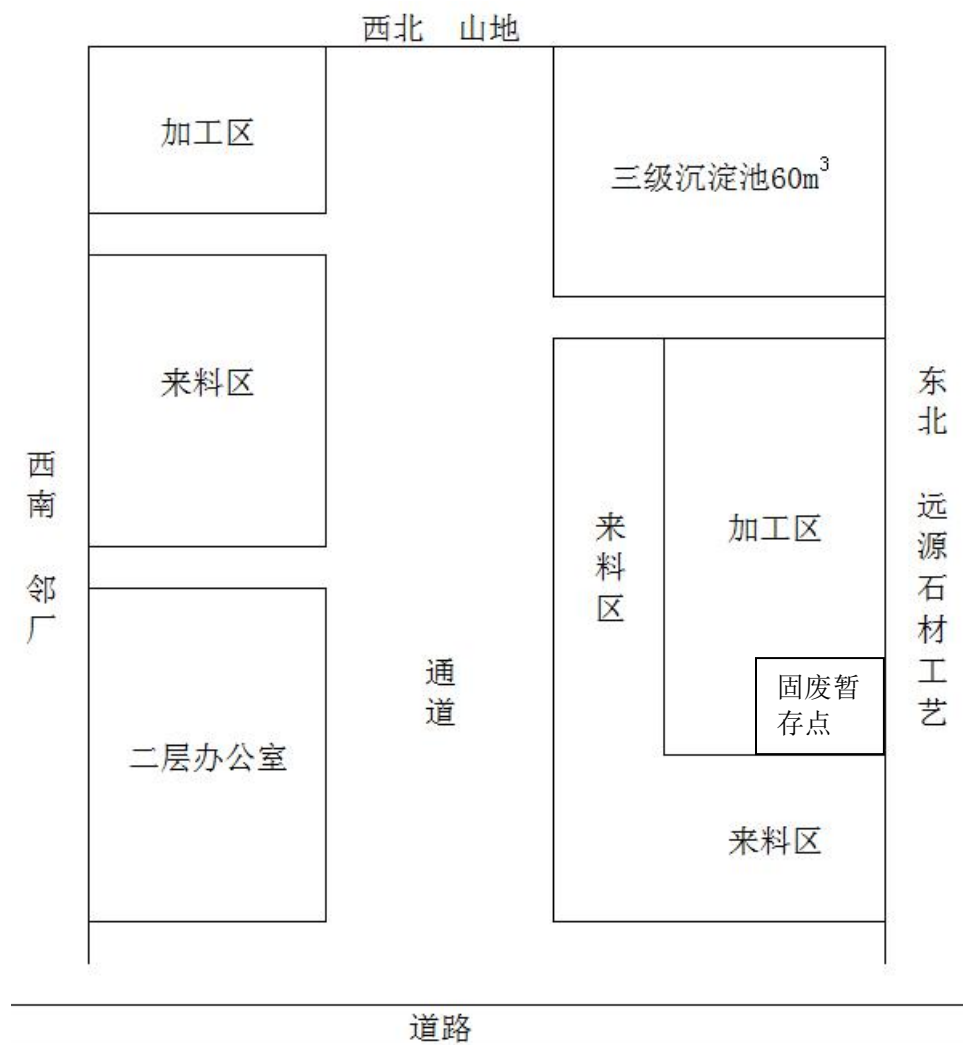 西北 山地
加工区
三级沉淀池60m³
来料区
东北 远源石材工艺
西南 邻厂
来料区
加工区
通道
固废暂
存点
二层办公室
来料区
道路